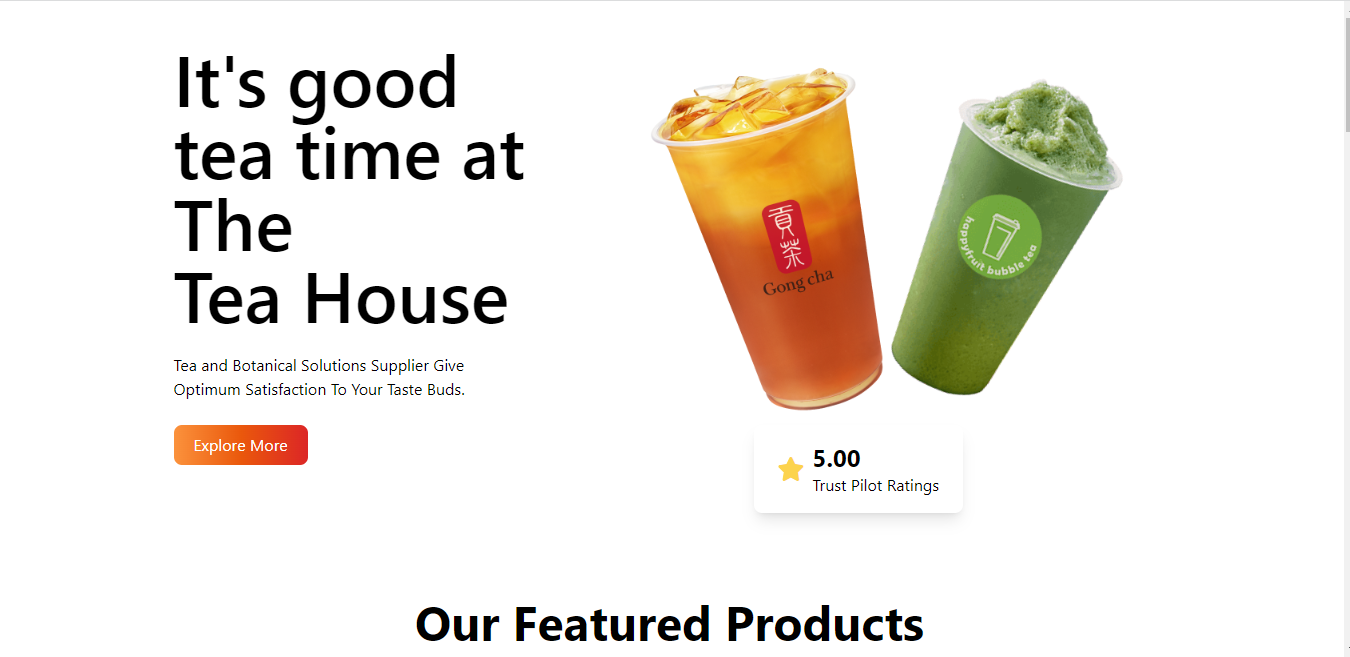 It's good
tea time at
The
Tea House
Tea and Botanical Solutions Supplier Give
Optimum Satisfaction To Your Taste Buds.
Explore More
貢茶
Gong cha
happyfruit bubble tea
5.00
Trust Pilot Ratings
Our Featured Products